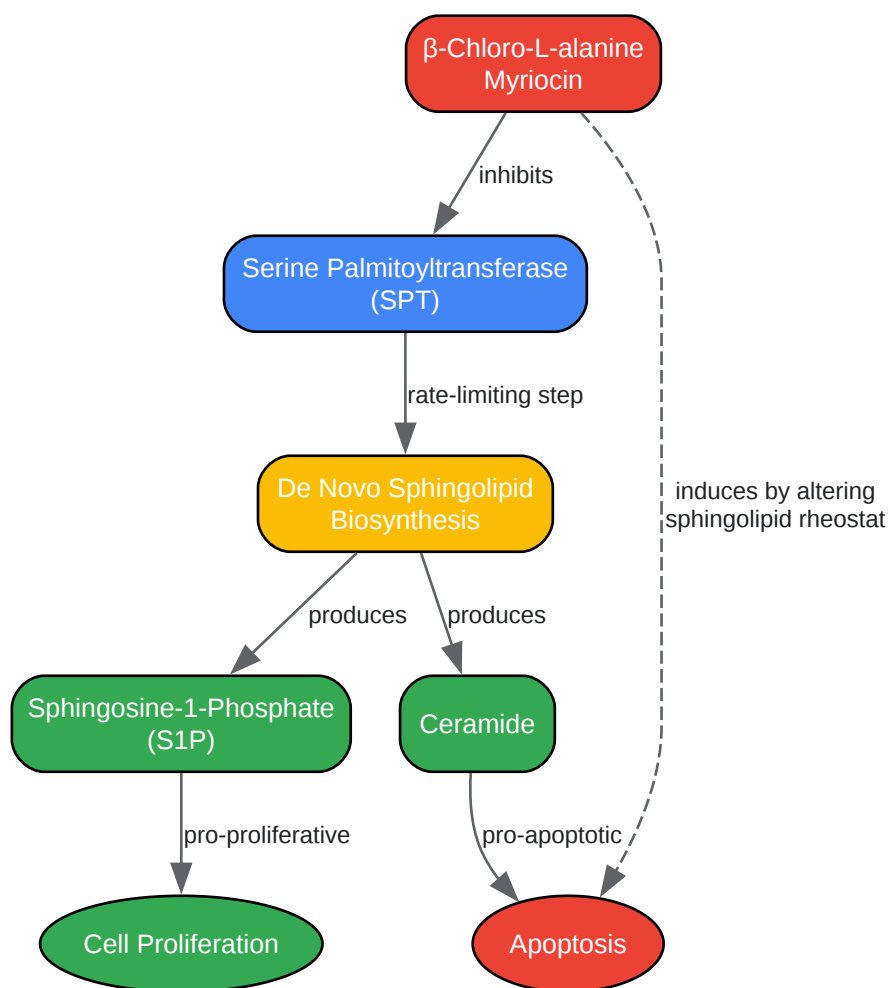 β-Chloro-L-alanine
Myriocin
inhibits
Serine Palmitoyltransferase
(SPT)
rate-limiting step
De Novo Sphingolipid
Biosynthesis
induces by altering
sphingolipid rheostat
produces
produces
Sphingosine-1-Phosphate
(S1P)
Ceramide
pro-proliferative
pro-apoptotic
Cell Proliferation
Apoptosis